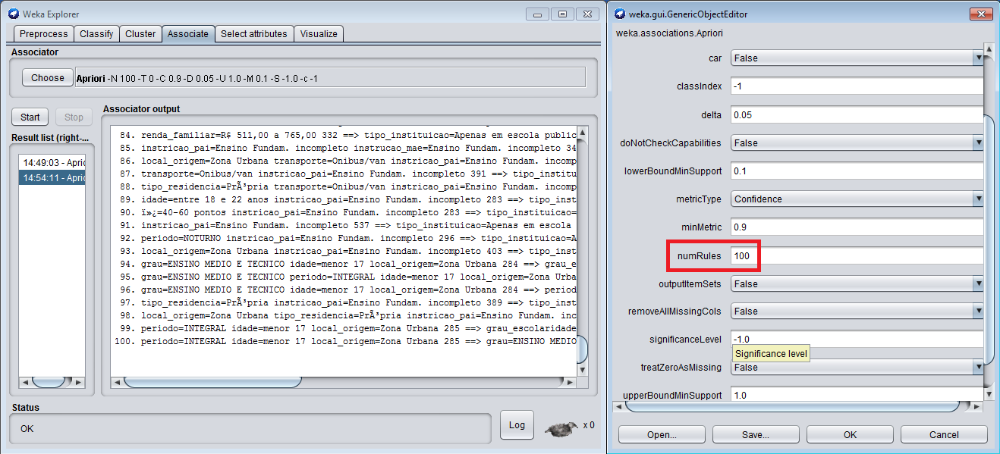 Weka Explorer
Preprocess Classify Cluster Associate Select attributes Visualize
Associator
Choose Apriori -N 100 -T 0 -C 0.9 -D 0.05 -U 1.0 -M 0.1 -S -1.0 -c -1
Start Stop
Result list (right-...
14:49:03 - Aprio
14:54:11 - Aprio
Associator output
84. renda_familiar=R$ 511,00 a 765,00 332 ==> tipo_instituicao=Apenas em escola public
85. instricao_pai=Ensino Fundam. incompleto instrucao_mae=Ensino Fundam. incompleto 34
86. local_origem=Zona Urbana transporte=Onibus/van instricao_pai=Ensino Fundam. incomp
87. transporte=Onibus/van instricao_pai=Ensino Fundam. incompleto 391 ==> tipo_institu
88. tipo_residencia=PrÃ³pria transporte=Onibus/van instricao_pai=Ensino Fundam. incomp
89. idade=entre 18 e 22 anos instricao_pai=Ensino Fundam. incompleto 283 ==> tipo_inst
90. ï»¿=40-60 pontos instricao_pai=Ensino Fundam. incompleto 283 ==> tipo_instituicao=
91. instricao_pai=Ensino Fundam. incompleto 537 ==> tipo_instituicao=Apenas em escola
92. periodo=NOTURNO instricao_pai=Ensino Fundam. incompleto 296 ==> tipo_instituicao=A
93. local_origem=Zona Urbana instricao_pai=Ensino Fundam. incompleto 403 ==> tipo_inst
94. grau=ENSINO MEDIO E TECNICO idade=menor 17 local_origem=Zona Urbana 284 ==> grau_e
95. grau=ENSINO MEDIO E TECNICO periodo=INTEGRAL idade=menor 17 local_origem=Zona Urba
96. grau=ENSINO MEDIO E TECNICO idade=menor 17 local_origem=Zona Urbana 284 ==> period
97. tipo_residencia=PrÃ³pria instricao_pai=Ensino Fundam. incompleto 389 ==> tipo_inst
98. local_origem=Zona Urbana tipo_residencia=PrÃ³pria instricao_pai=Ensino Fundam. inc
99. periodo=INTEGRAL idade=menor 17 local_origem=Zona Urbana 285 ==> grau_escolaridade
100. periodo=INTEGRAL idade=menor 17 local_origem=Zona Urbana 285 ==> grau=ENSINO MEDIO
Status
OK
Log
x 0
weka.gui.GenericObjectEditor
weka.associations.Apriori
car False
classIndex -1
delta 0.05
doNotCheckCapabilities False
lowerBoundMinSupport 0.1
metricType Confidence
minMetric 0.9
numRules 100
outputItemSets False
removeAllMissingCols False
significanceLevel -1.0
Significance level
treatZeroAsMissing False
upperBoundMinSupport 1.0
Open... Save... OK Cancel